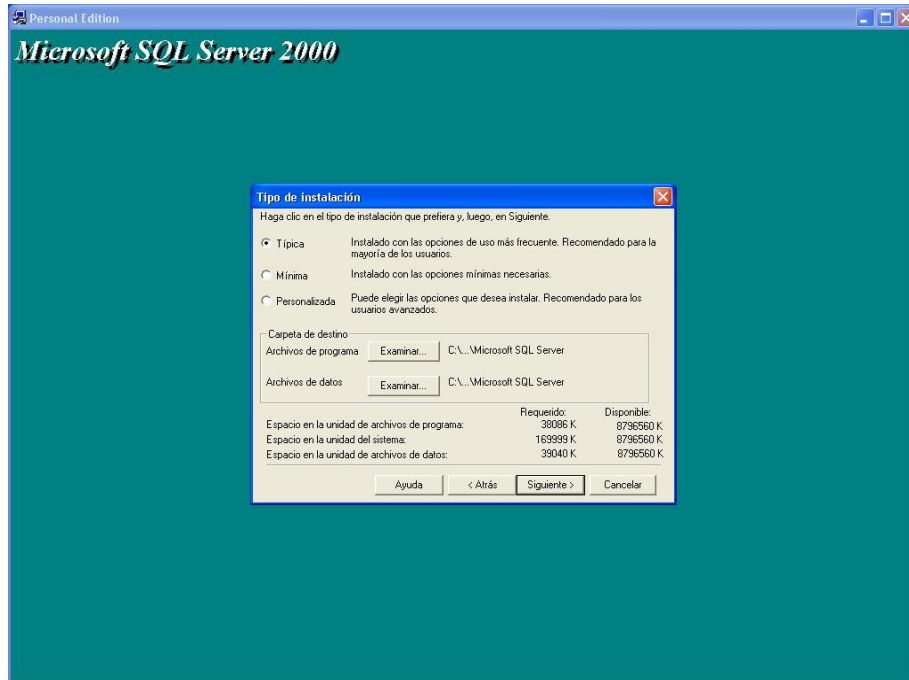 Personal Edition
Microsoft SQL Server 2000
Tipo de instalación
Haga clic en el tipo de instalación que prefiera y, luego, en Siguiente.
Típica Instalado con las opciones de uso más frecuente. Recomendado para la
mayoría de los usuarios.
Mínima Instalado con las opciones mínimas necesarias.
Personalizada Puede elegir las opciones que desea instalar. Recomendado para los
usuarios avanzados.
Carpeta de destino
Archivos de programa Examinar... C:\...\Microsoft SQL Server
Archivos de datos Examinar... C:\...\Microsoft SQL Server
Requerido: Disponible:
Espacio en la unidad de archivos de programa: 38086 K 8796560 K
Espacio en la unidad del sistema: 169999 K 8796560 K
Espacio en la unidad de archivos de datos: 39040 K 8796560 K
Ayuda < Atrás Siguiente > Cancelar